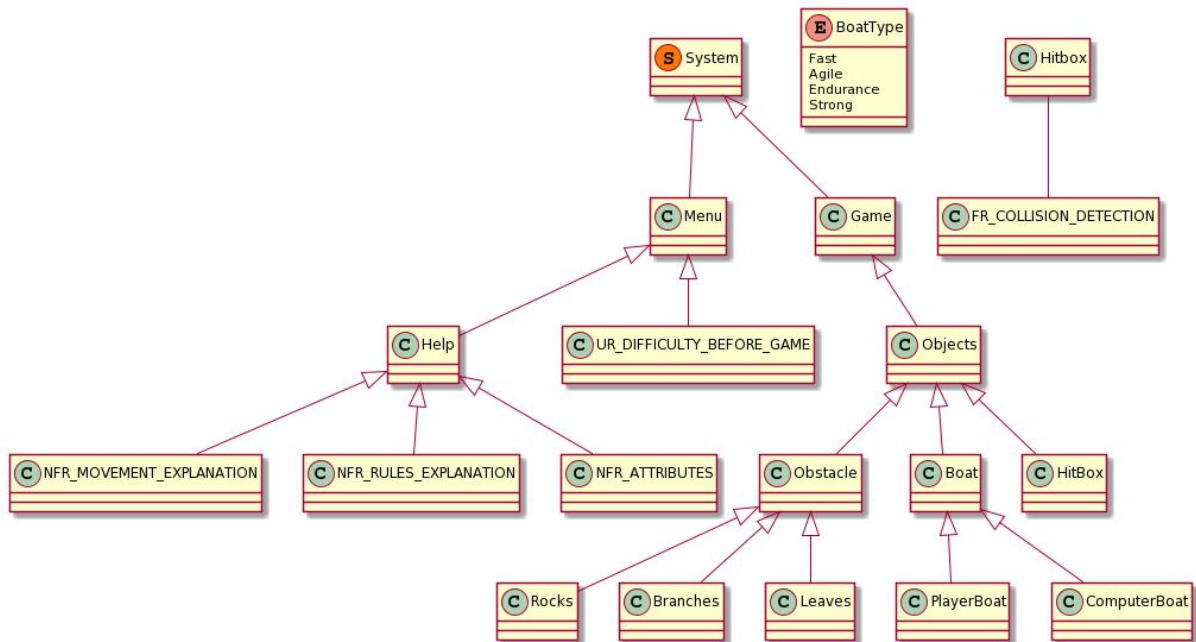 S System
E BoatType
Fast
Agile
Endurance
Strong
C Hitbox
C Menu
C Game
C FR_COLLISION_DETECTION
C Help
C UR_DIFFICULTY_BEFORE_GAME
C Objects
C NFR_MOVEMENT_EXPLANATION
C NFR_RULES_EXPLANATION
C NFR_ATTRIBUTES
C Obstacle
C Boat
C HitBox
C Rocks
C Branches
C Leaves
C PlayerBoat
C ComputerBoat